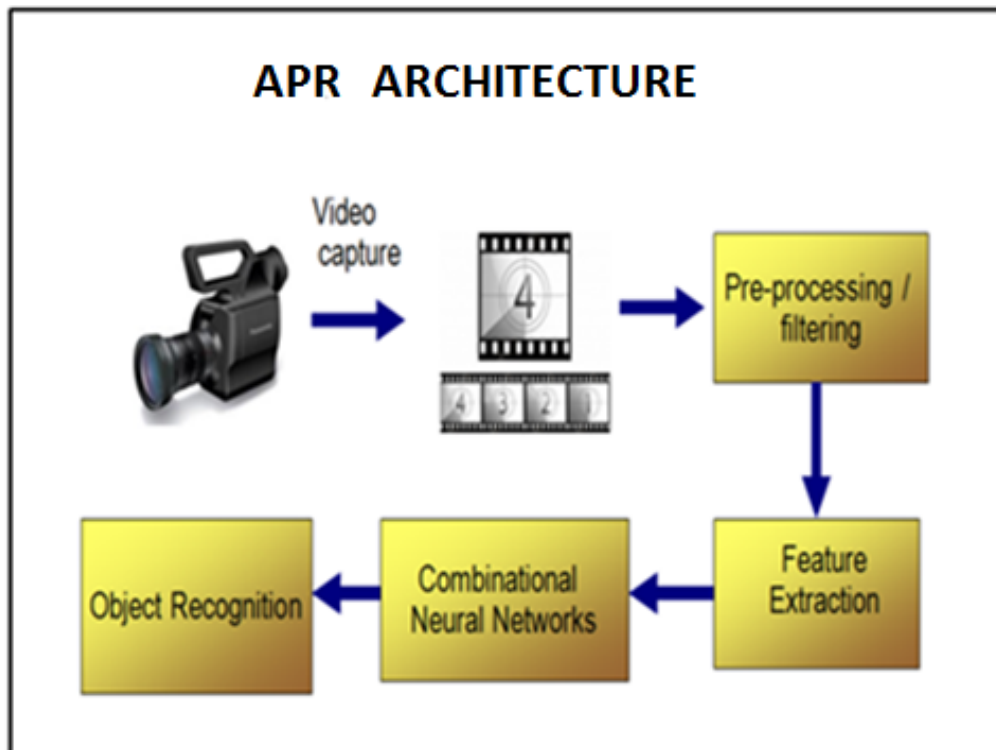 APR ARCHITECTURE
Video
capture
4
4 3 2 1
Pre-processing /
filtering
Feature
Extraction
Combinational
Neural Networks
Object Recognition